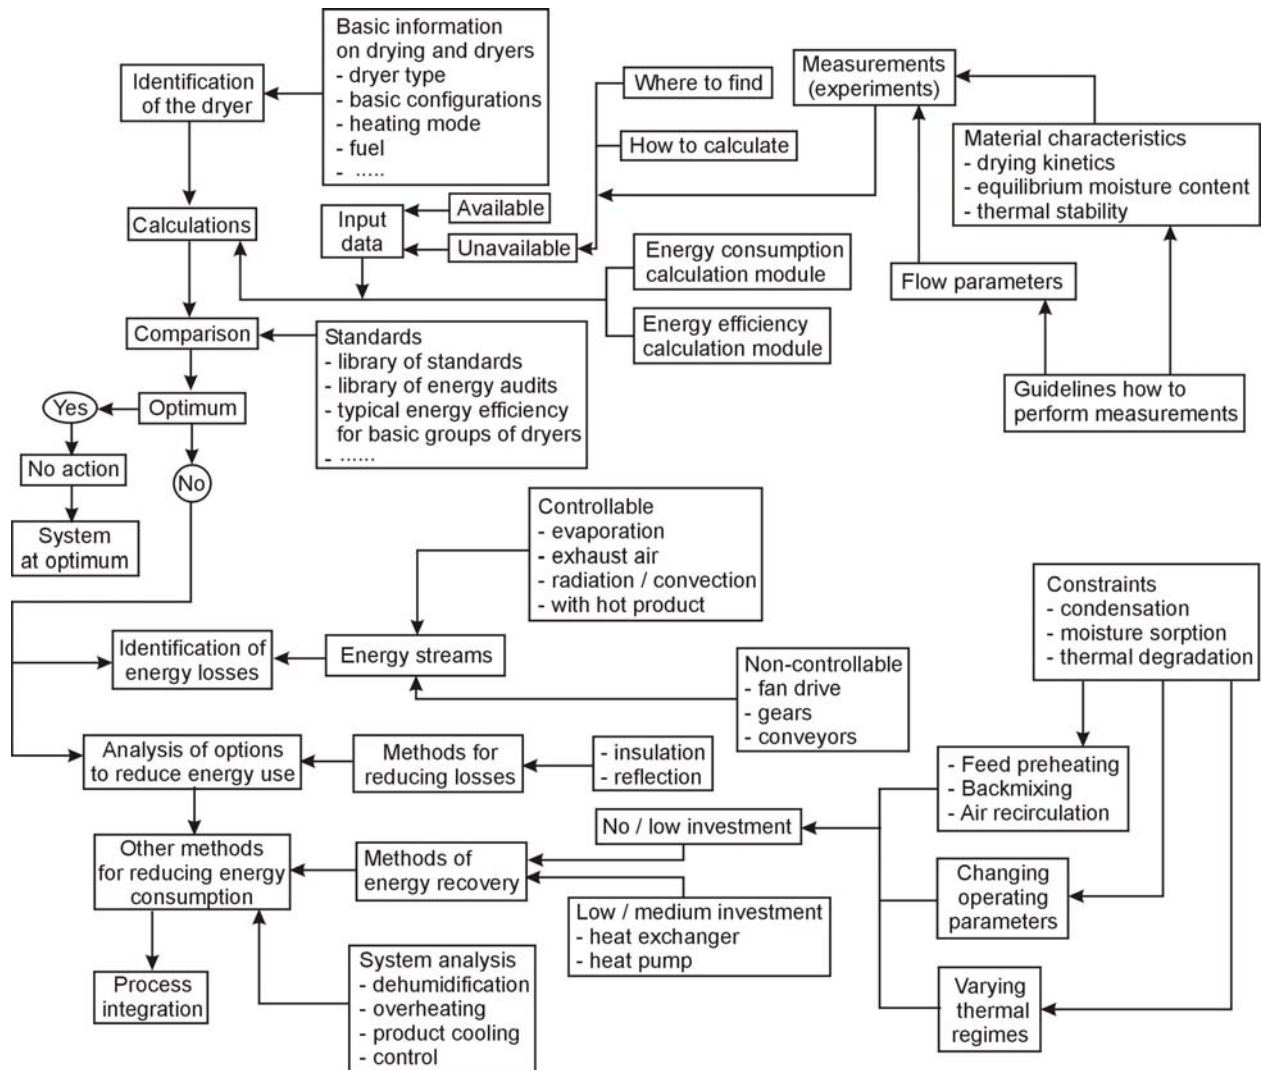 Basic information
on drying and dryers
- dryer type
- basic configurations
- heating mode
- fuel
- .....
Identification
of the dryer
Where to find
How to calculate
Measurements
(experiments)
Material characteristics
- drying kinetics
- equilibrium moisture content
- thermal stability
Calculations
Input
data
Available
Unavailable
Energy consumption
calculation module
Energy efficiency
calculation module
Flow parameters
Guidelines how to
perform measurements
Comparison
Standards
- library of standards
- library of energy audits
- typical energy efficiency
for basic groups of dryers
- ......
Yes
Optimum
No action
No
System
at optimum
Controllable
- evaporation
- exhaust air
- radiation / convection
- with hot product
Constraints
- condensation
- moisture sorption
- thermal degradation
Identification of
energy losses
Energy streams
Non-controllable
- fan drive
- gears
- conveyors
Analysis of options
to reduce energy use
Methods for
reducing losses
- insulation
- reflection
- Feed preheating
- Backmixing
- Air recirculation
No / low investment
Other methods
for reducing energy
consumption
Methods of
energy recovery
Changing
operating
parameters
Low / medium investment
- heat exchanger
- heat pump
System analysis
- dehumidification
- overheating
- product cooling
- control
Process
integration
Varying
thermal
regimes